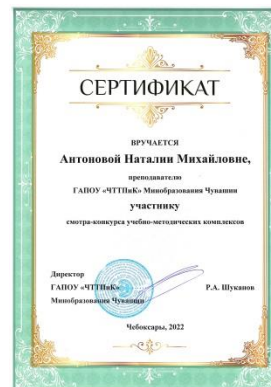 СЕРТИФИКАТ
ВРУЧАЕТСЯ
Антоновой Наталии Михайловне,
преподавателю
ГАПОУ «ЧТТПиК» Минобразования Чувашии
участнику
смотра-конкурса учебно-методических комплексов
Директор
ГАПОУ «ЧТТПиК» Р.А. Шуканов
Минобразования Чувашии
Чебоксары, 2022